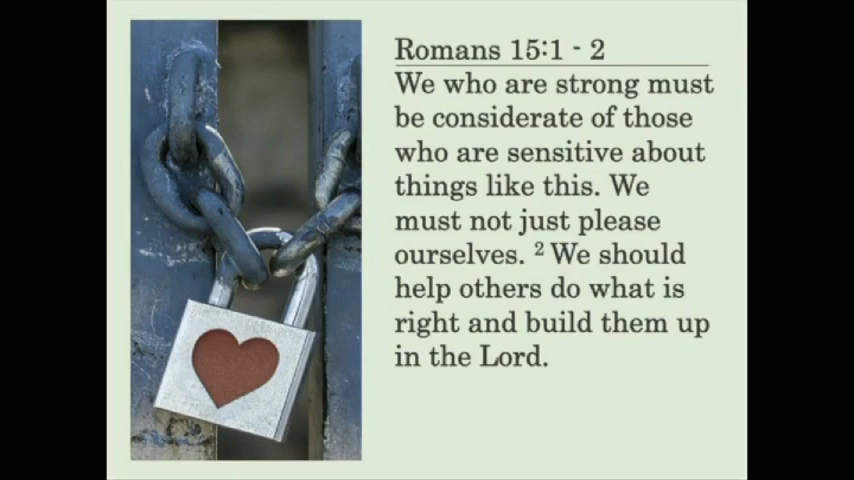 Romans 15:1 - 2
We who are strong must
be considerate of those
who are sensitive about
things like this. We
must not just please
ourselves. ² We should
help others do what is
right and build them up
in the Lord.